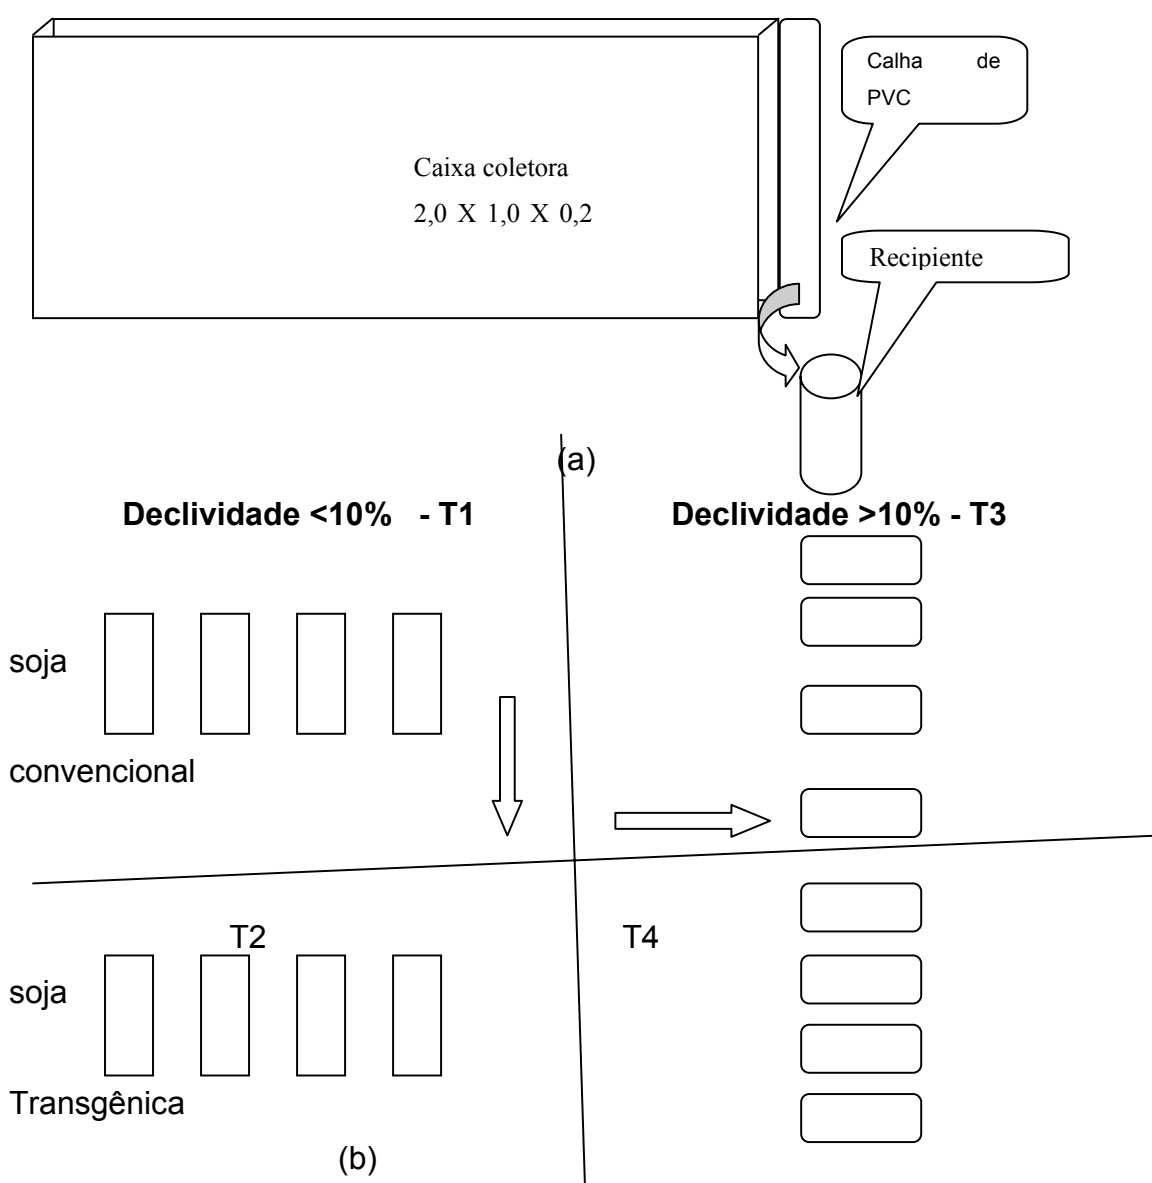 Calha de
PVC
Caixa coletora
2,0 X 1,0 X 0,2
Recipiente
(a)
Declividade <10% - T1
Declividade >10% - T3
soja
convencional
T2
T4
soja
Transgênica
(b)